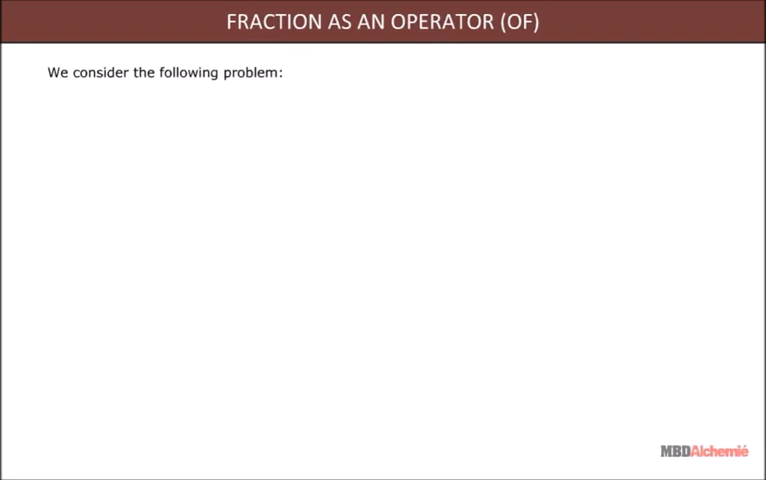 FRACTION AS AN OPERATOR (OF)
We consider the following problem:
MBDAlchemié